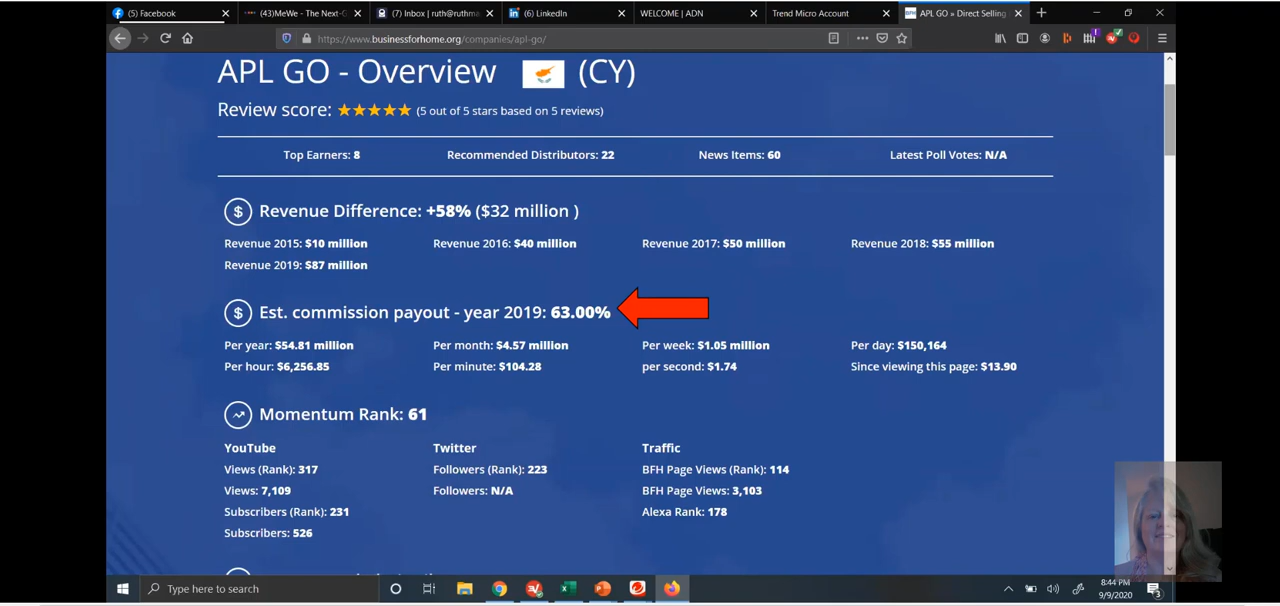 (5) Facebook
(43)MeWe - The Next-G
(7) Inbox | ruth@ruthma
(6) LinkedIn
WELCOME | ADN
Trend Micro Account
APL GO » Direct Selling
https://www.businessforhome.org/companies/apl-go/
APL GO - Overview (CY)
Review score: ★★★★★ (5 out of 5 stars based on 5 reviews)
Top Earners: 8
Recommended Distributors: 22
News Items: 60
Latest Poll Votes: N/A
Revenue Difference: +58% ($32 million )
Revenue 2015: $10 million
Revenue 2016: $40 million
Revenue 2017: $50 million
Revenue 2018: $55 million
Revenue 2019: $87 million
Est. commission payout - year 2019: 63.00%
Per year: $54.81 million
Per month: $4.57 million
Per week: $1.05 million
Per day: $150,164
Per hour: $6,256.85
Per minute: $104.28
per second: $1.74
Since viewing this page: $13.90
Momentum Rank: 61
YouTube
Twitter
Traffic
Views (Rank): 317
Followers (Rank): 223
BFH Page Views (Rank): 114
Views: 7,109
Followers: N/A
BFH Page Views: 3,103
Subscribers (Rank): 231
Alexa Rank: 178
Subscribers: 526
Type here to search
8:44 PM
9/9/2020